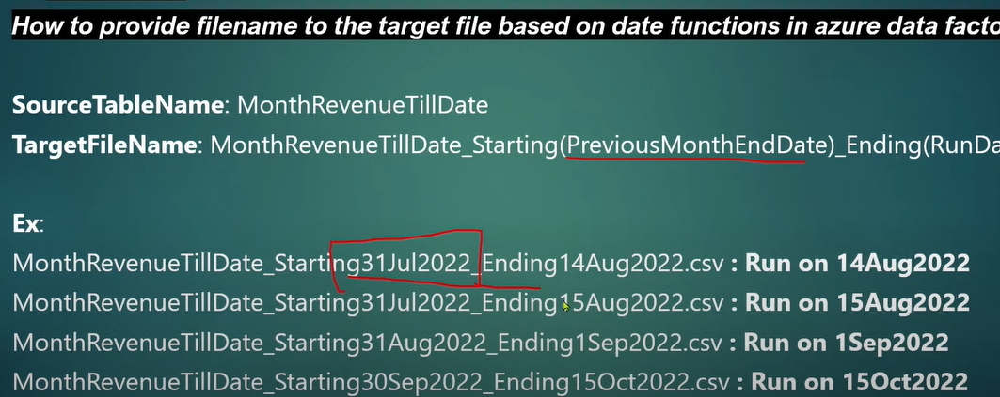 How to provide filename to the target file based on date functions in azure data
SourceTableName: MonthRevenueTillDate
TargetFileName: MonthRevenueTillDate_Starting(PreviousMonthEndDate)_Ending(RunDa
Ex:
MonthRevenueTillDate_Starting31Jul2022_Ending14Aug2022.csv : Run on 14Aug2022
MonthRevenueTillDate_Starting31Jul2022_Ending15Aug2022.csv : Run on 15Aug2022
MonthRevenueTillDate_Starting31Aug2022_Ending1Sep2022.csv : Run on 1Sep2022
MonthRevenueTillDate_Starting30Sep2022_Ending15Oct2022.csv : Run on 15Oct2022